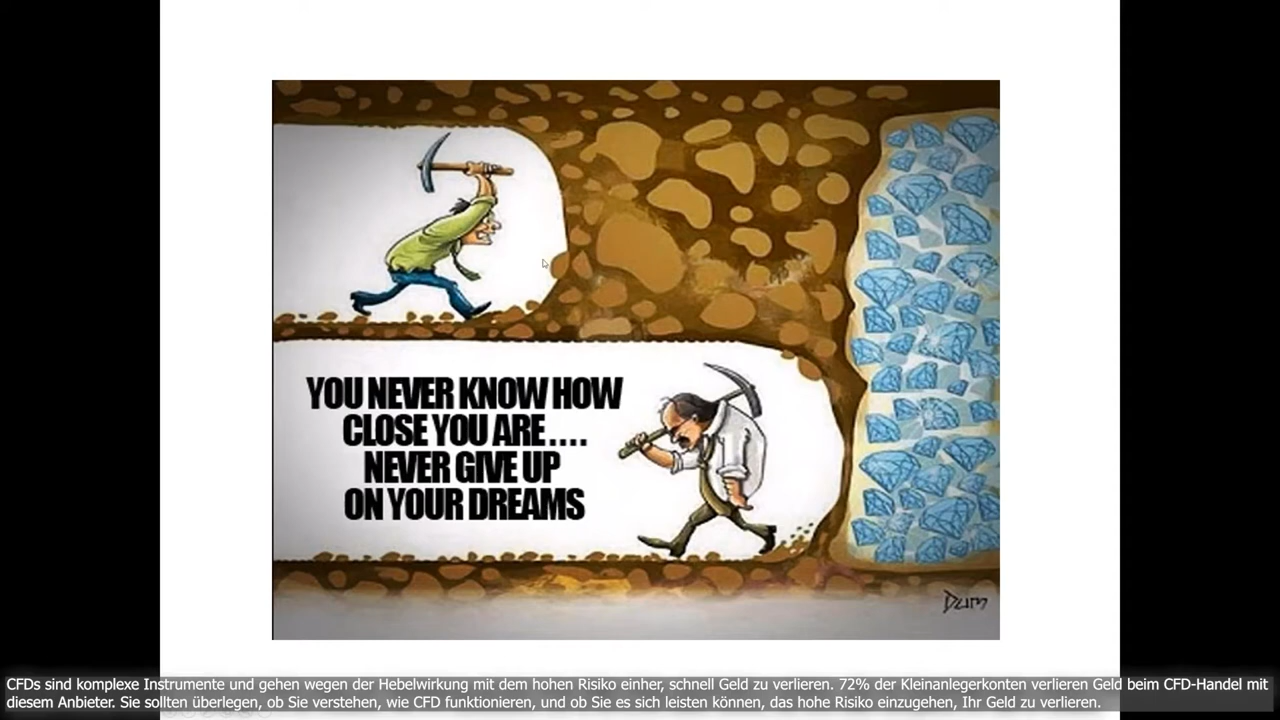 YOU NEVER KNOW HOW
CLOSE YOU ARE....
NEVER GIVE UP
ON YOUR DREAMS
Dum
CFDs sind komplexe Instrumente und gehen wegen der Hebelwirkung mit dem hohen Risiko einher, schnell Geld zu verlieren. 72% der Kleinanlegerkonten verlieren Geld beim CFD-Handel mit
diesem Anbieter. Sie sollten überlegen, ob Sie verstehen, wie CFD funktionieren, und ob Sie es sich leisten können, das hohe Risiko einzugehen, Ihr Geld zu verlieren.